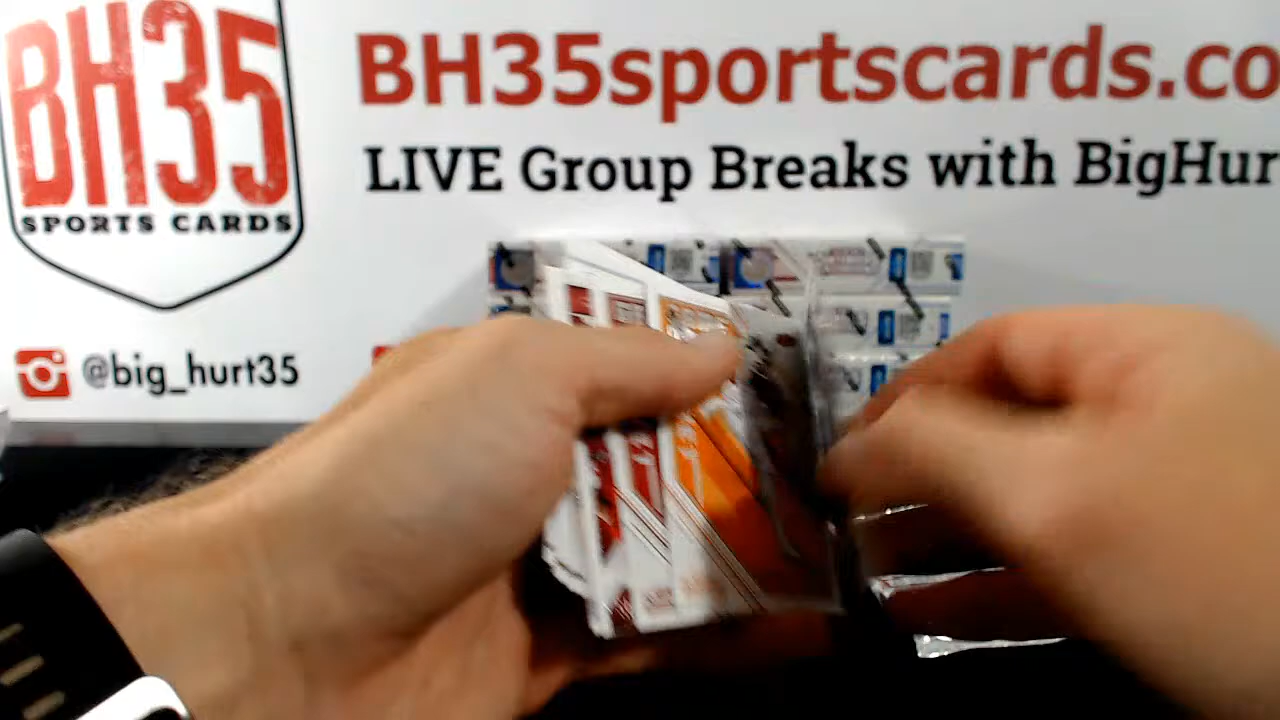 BH35
SPORTS CARDS
@big_hurt35
BH35sportscards.co
LIVE Group Breaks with BigHur